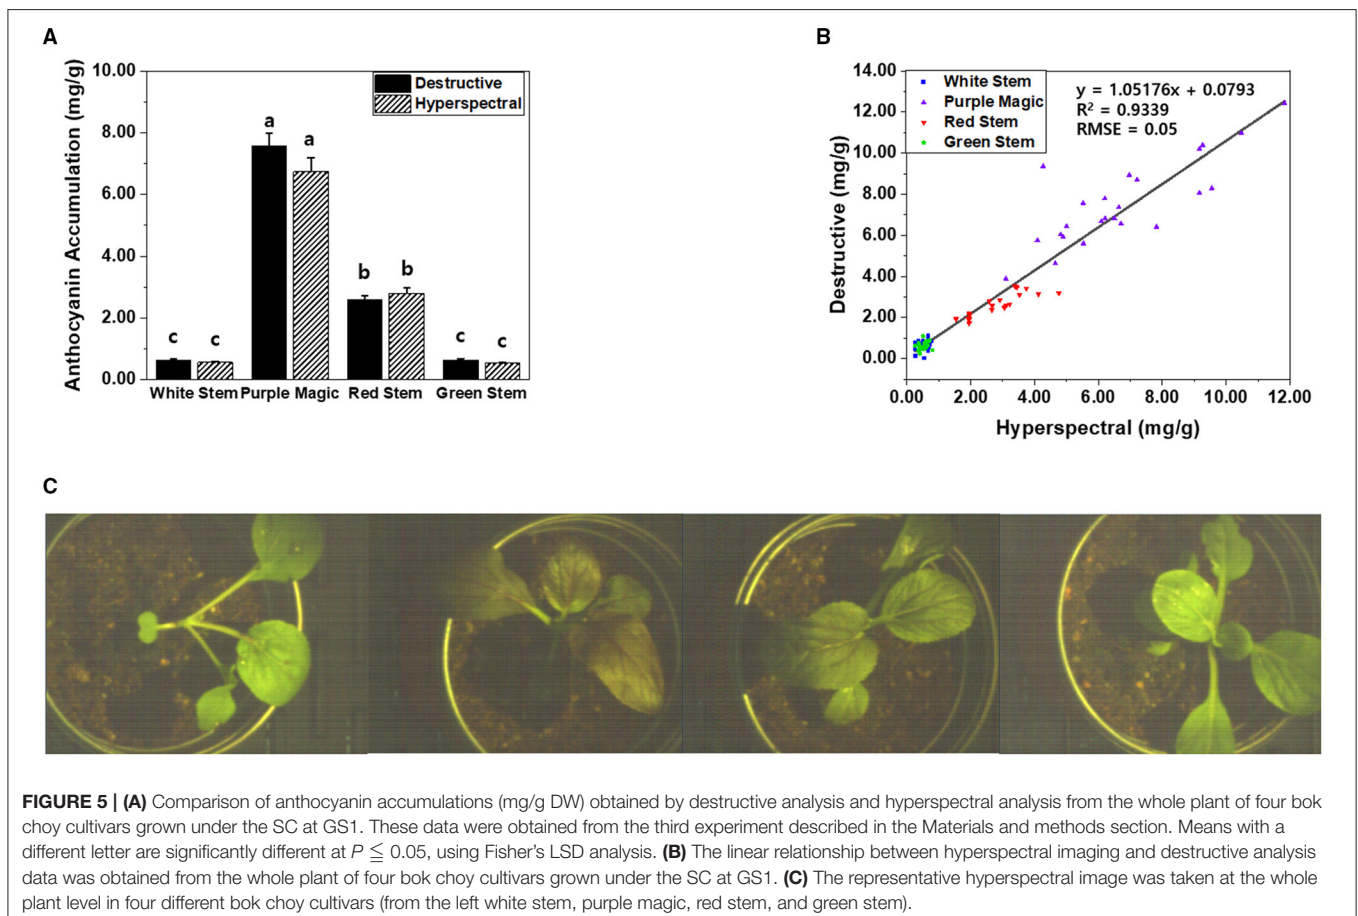 A
Anthocyanin Accumulation (mg/g)
10.00
8.00
6.00
4.00
2.00
0.00
Destructive
Hyperspectral
a
a
b
b
c
c
c
c
White Stem
Purple Magic
Red Stem
Green Stem
B
Destructive (mg/g)
14.00
12.00
10.00
8.00
6.00
4.00
2.00
0.00
White Stem
Purple Magic
Red Stem
Green Stem
y = 1.05176x + 0.0793
R² = 0.9339
RMSE = 0.05
0.00
2.00
4.00
6.00
8.00
10.00
12.00
Hyperspectral (mg/g)
C
FIGURE 5 | (A) Comparison of anthocyanin accumulations (mg/g DW) obtained by destructive analysis and hyperspectral analysis from the whole plant of four bok
choy cultivars grown under the SC at GS1. These data were obtained from the third experiment described in the Materials and methods section. Means with a
different letter are significantly different at P ≦ 0.05, using Fisher's LSD analysis. (B) The linear relationship between hyperspectral imaging and destructive analysis
data was obtained from the whole plant of four bok choy cultivars grown under the SC at GS1. (C) The representative hyperspectral image was taken at the whole
plant level in four different bok choy cultivars (from the left white stem, purple magic, red stem, and green stem).